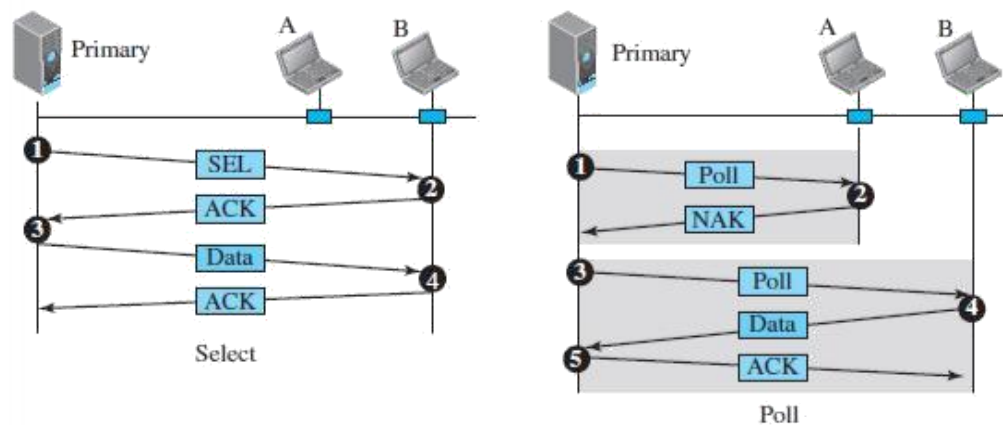 Primary
A
B
1
SEL
2
ACK
3
Data
4
ACK
Select
Primary
A
B
1
Poll
2
NAK
3
Poll
4
Data
5
ACK
Poll